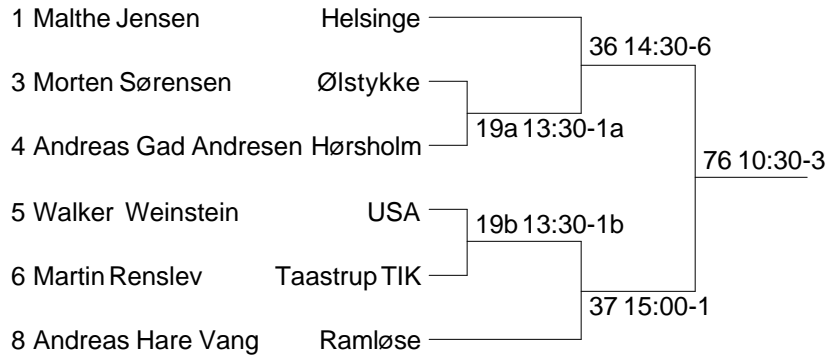 1 Malthe Jensen Helsinge
36 14:30-6
3 Morten Sørensen Ølstykke
19a 13:30-1a
4 Andreas Gad Andresen Hørsholm
76 10:30-3
5 Walker Weinstein USA
19b 13:30-1b
6 Martin Renslev Taastrup TIK
37 15:00-1
8 Andreas Hare Vang Ramløse